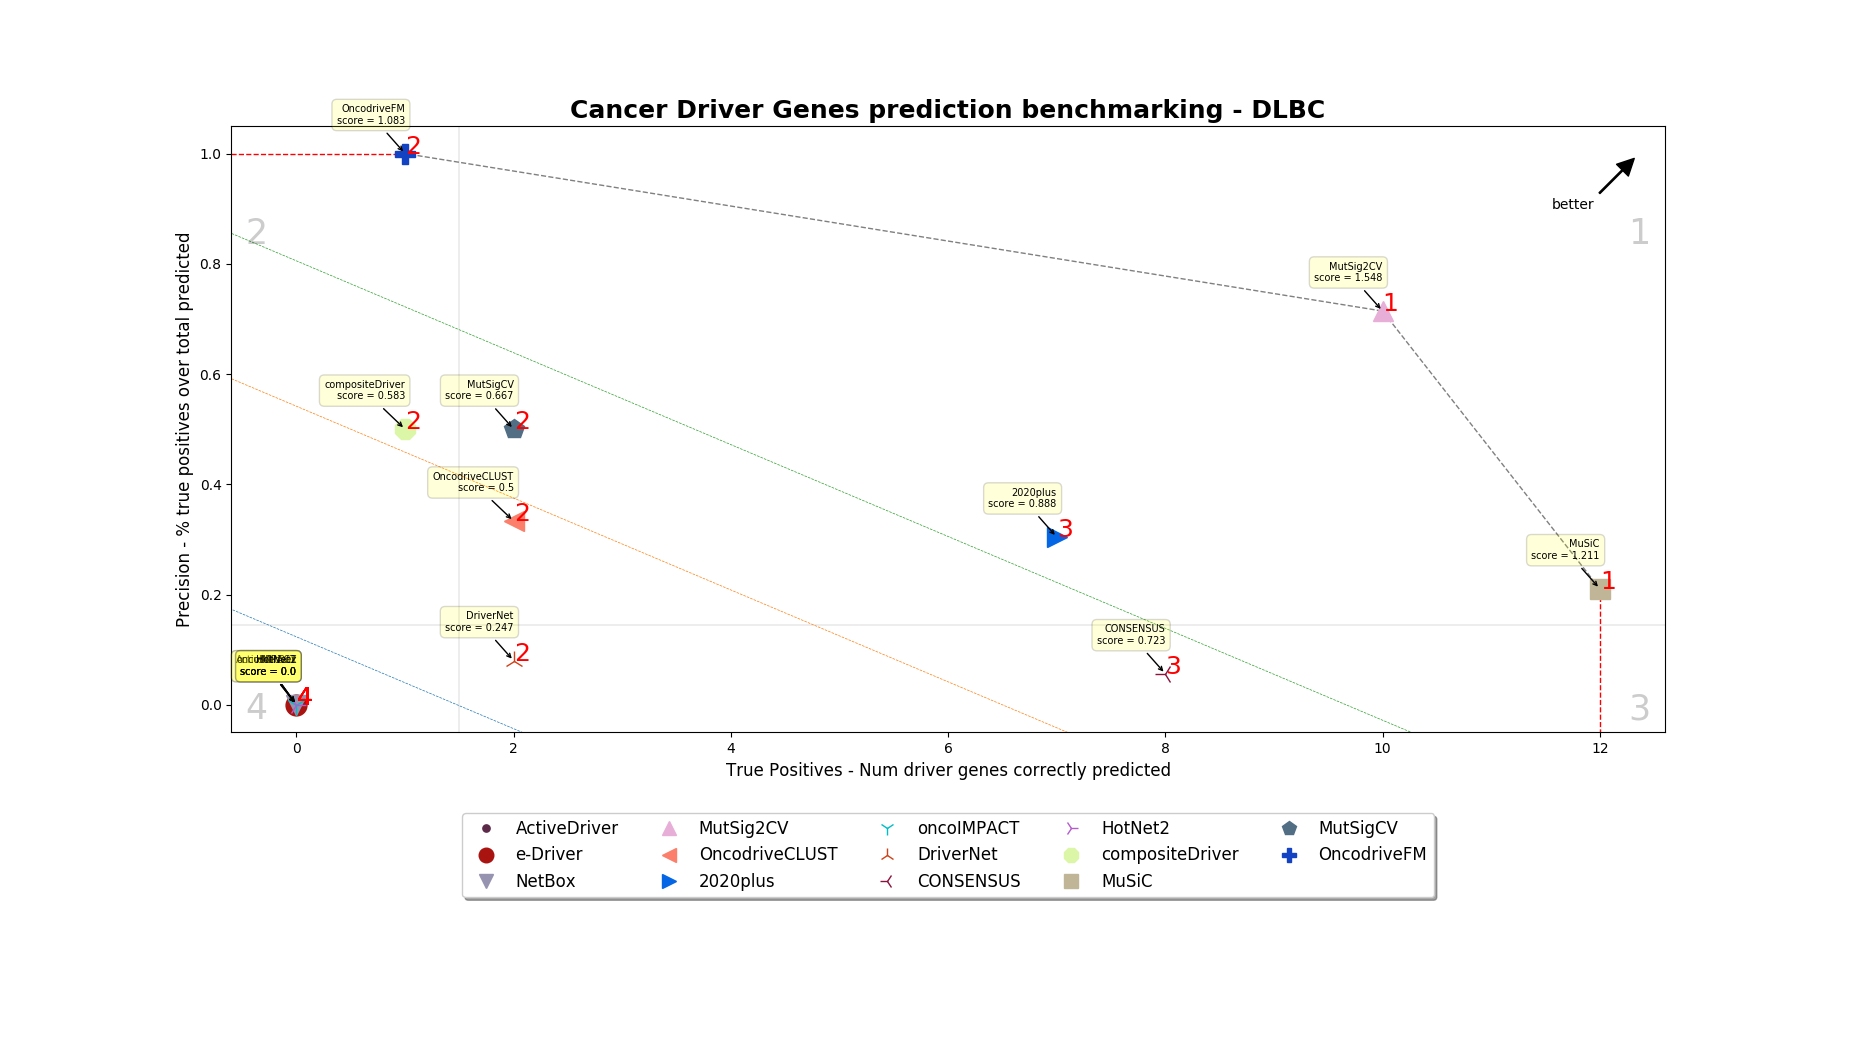 Cancer Driver Genes prediction benchmarking - DLBC
OncodriveFM
score = 1.083
2
1.0
better
2
1
0.8
MutSig2CV
score = 1.548
1
0.6
compositeDriver
score = 0.583
2
MutSigCV
score = 0.667
2
0.4
OncodriveCLUST
score = 0.5
2
2020plus
score = 0.888
3
MuSiC
score = 1.211
1
0.2
DriverNet
score = 0.247
2
CONSENSUS
score = 0.723
3
score = 0.0
4
0.0
4
3
Precision - % true positives over total predicted
0
2
4
6
8
10
12
True Positives - Num driver genes correctly predicted
ActiveDriver
e-Driver
NetBox
MutSig2CV
OncodriveCLUST
2020plus
oncoIMPACT
DriverNet
CONSENSUS
HotNet2
compositeDriver
MuSiC
MutSigCV
OncodriveFM